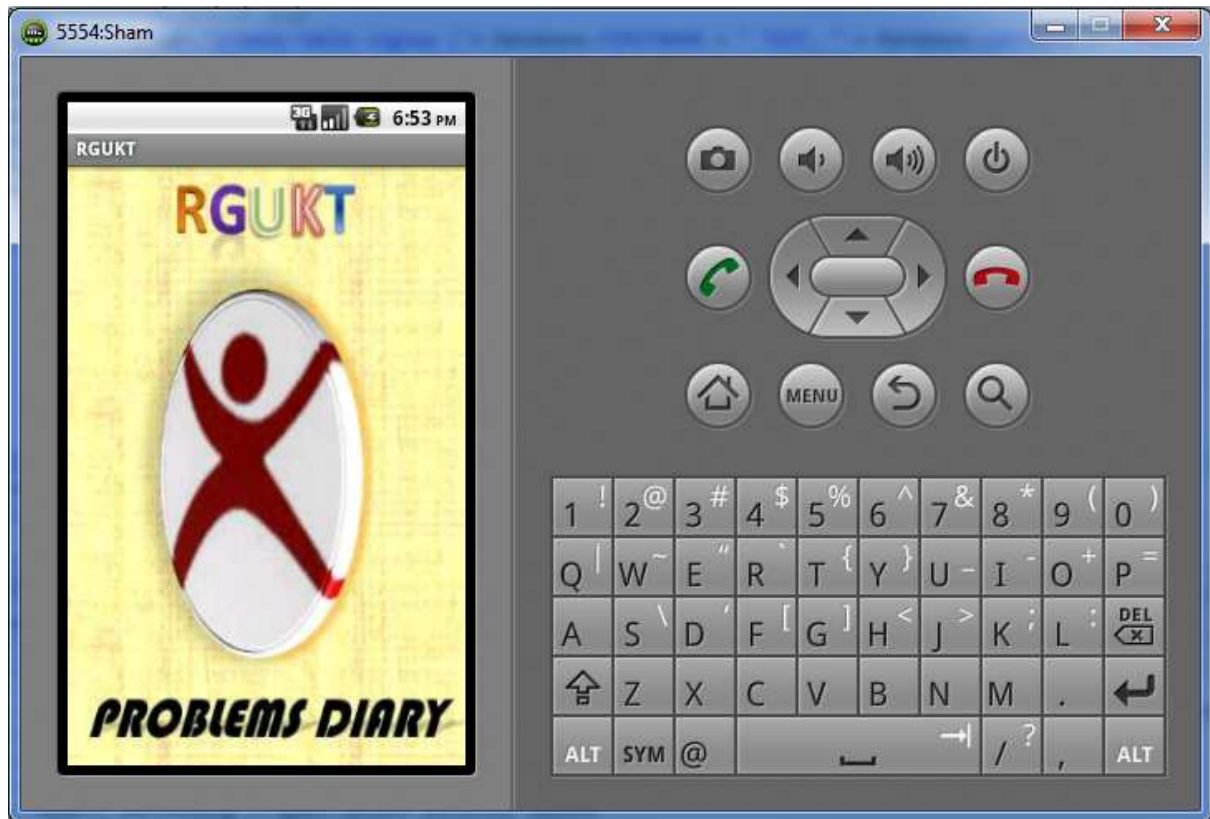 5554:Sham
3G 6:53 PM
RGUKT
RGUKT
PROBLEMS DIARY
MENU
1 ! 2 @ 3 # 4 $ 5 % 6 ^ 7 & 8 * 9 ( 0 )
Q | W ~ E " R ` T { Y } U _ I - O + P =
A S \ D ' F [ G ] H < J > K ; L : DEL
Z X C V B N M .
ALT SYM @ / ? , ALT